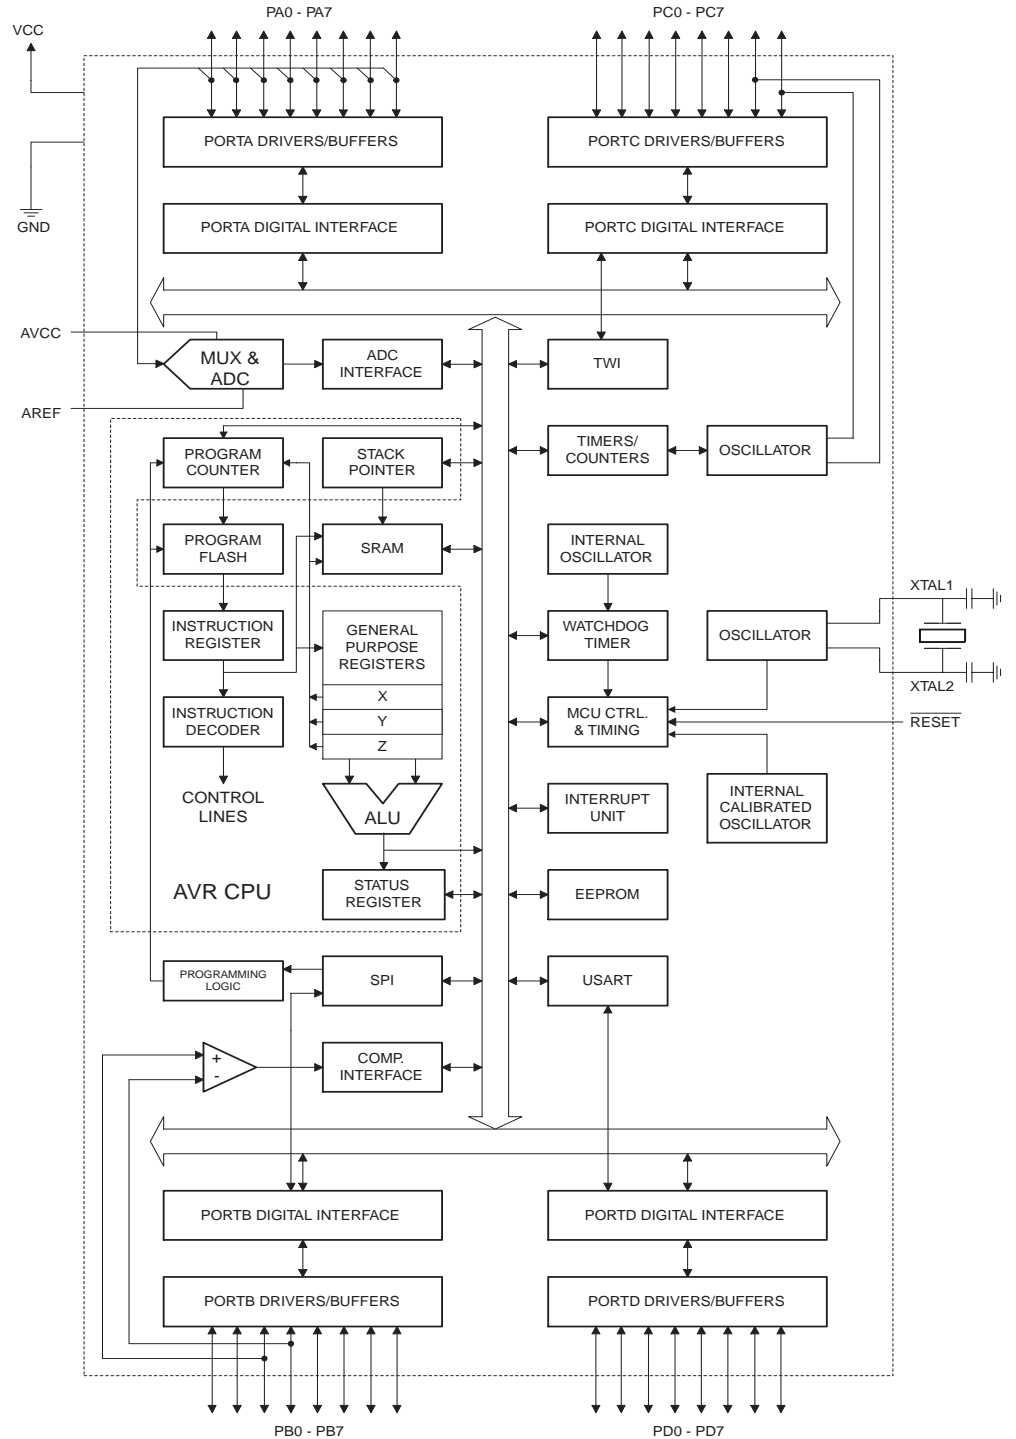 PA0 - PA7
PC0 - PC7
VCC
PORTA DRIVERS/BUFFERS
PORTC DRIVERS/BUFFERS
GND
PORTA DIGITAL INTERFACE
PORTC DIGITAL INTERFACE
AVCC
MUX &
ADC
ADC
INTERFACE
TWI
AREF
PROGRAM
COUNTER
STACK
POINTER
TIMERS/
COUNTERS
OSCILLATOR
PROGRAM
FLASH
SRAM
INTERNAL
OSCILLATOR
XTAL1
INSTRUCTION
REGISTER
GENERAL
PURPOSE
REGISTERS
WATCHDOG
TIMER
OSCILLATOR
XTAL2
X
INSTRUCTION
DECODER
Y
MCU CTRL.
& TIMING
RESET
Z
CONTROL
LINES
ALU
INTERRUPT
UNIT
INTERNAL
CALIBRATED
OSCILLATOR
AVR CPU
STATUS
REGISTER
EEPROM
PROGRAMMING
LOGIC
SPI
USART
+
-
COMP.
INTERFACE
PORTB DIGITAL INTERFACE
PORTD DIGITAL INTERFACE
PORTB DRIVERS/BUFFERS
PORTD DRIVERS/BUFFERS
PB0 - PB7
PD0 - PD7